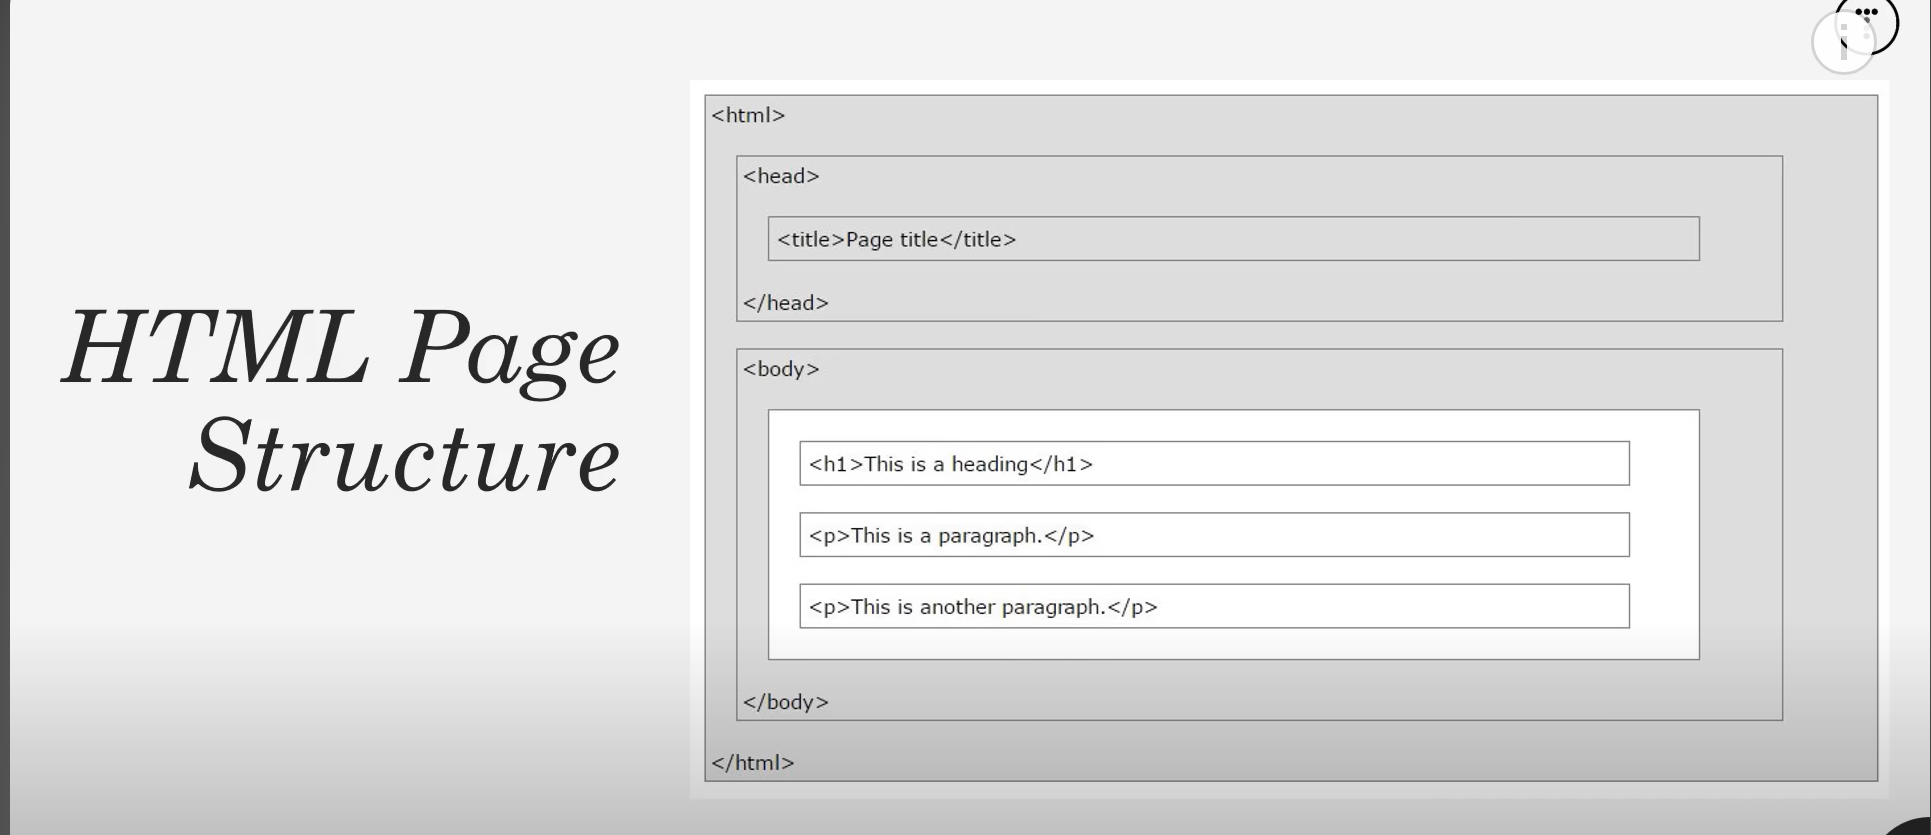 HTML Page
Structure
<html>
<head>
<title>Page title</title>
</head>
<body>
<h1>This is a heading</h1>
<p>This is a paragraph.</p>
<p>This is another paragraph.</p>
</body>
</html>